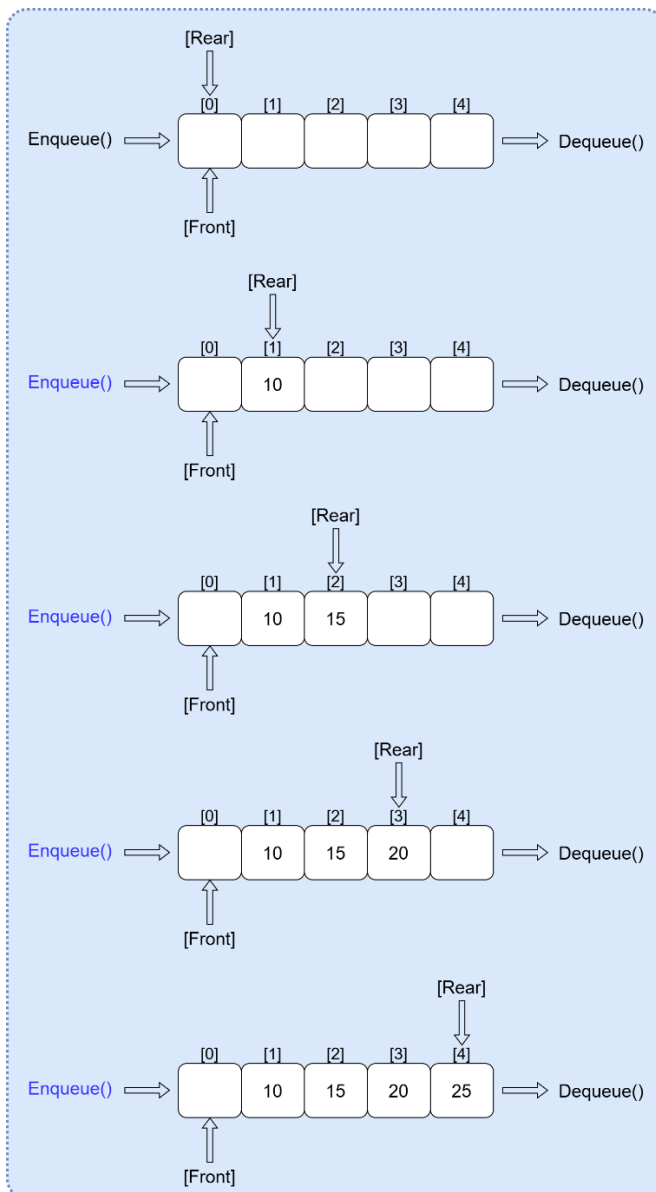 [Rear]
[0] [1] [2] [3] [4]
Enqueue() Dequeue()
[Front]
[Rear]
[0] [1] [2] [3] [4]
Enqueue() 10 Dequeue()
[Front]
[Rear]
[0] [1] [2] [3] [4]
Enqueue() 10 15 Dequeue()
[Front]
[Rear]
[0] [1] [2] [3] [4]
Enqueue() 10 15 20 Dequeue()
[Front]
[Rear]
[0] [1] [2] [3] [4]
Enqueue() 10 15 20 25 Dequeue()
[Front]